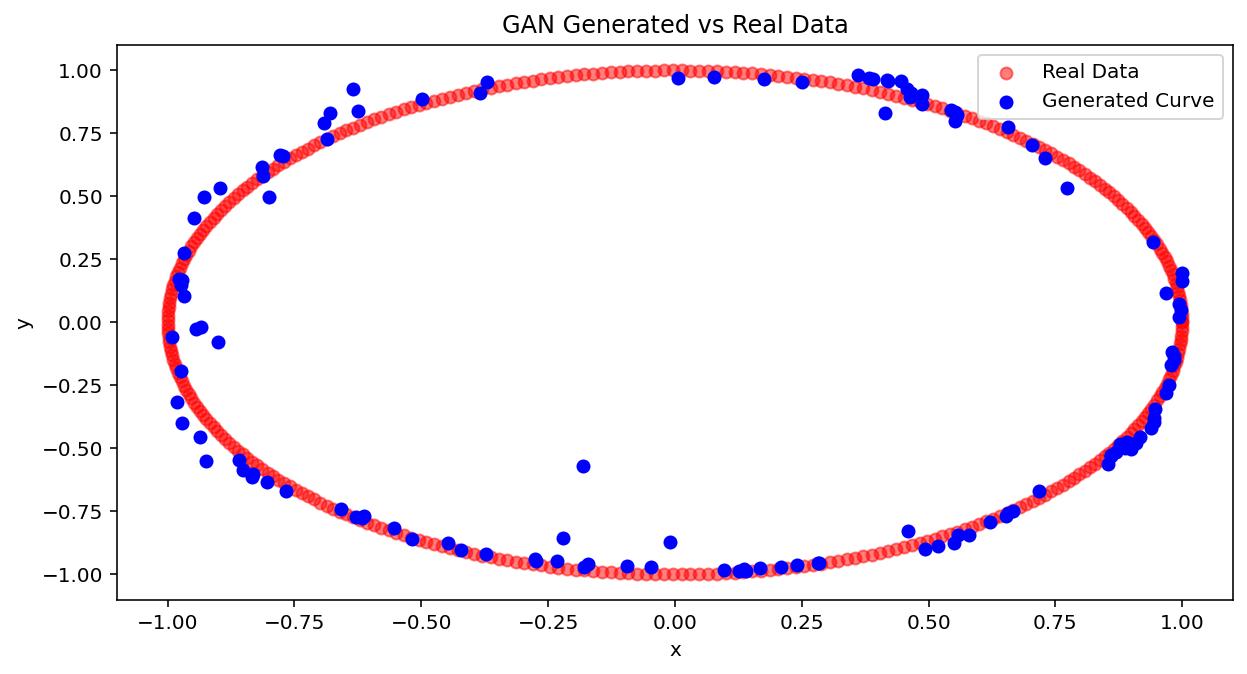 GAN Generated vs Real Data
Real Data
Generated Curve
1.00
0.75
0.50
0.25
0.00
−0.25
−0.50
−0.75
−1.00
y
−1.00 −0.75 −0.50 −0.25 0.00 0.25 0.50 0.75 1.00
x